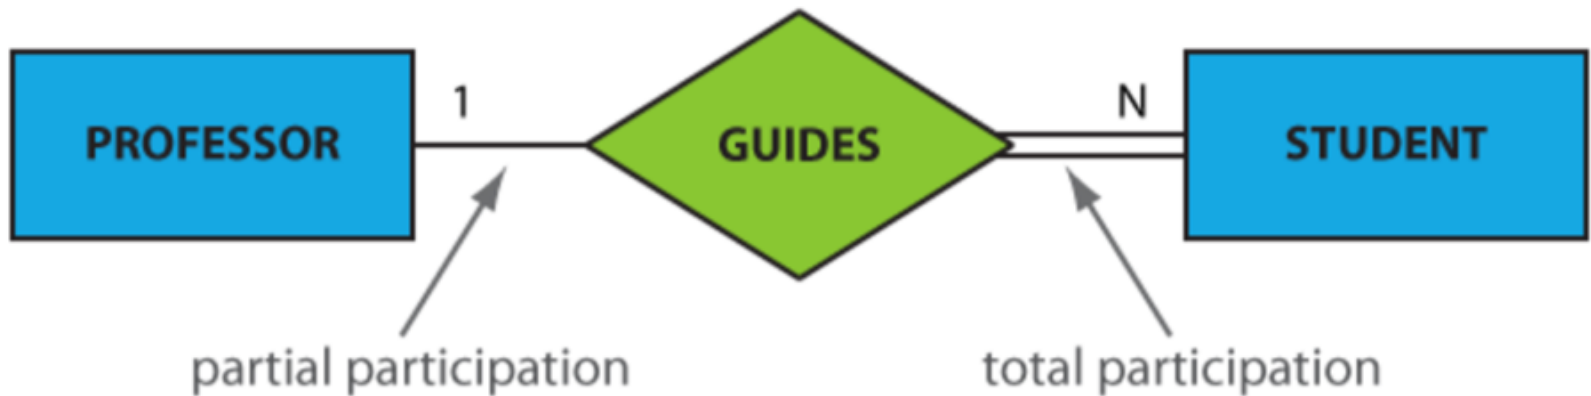 PROFESSOR
1
GUIDES
N
STUDENT
partial participation
total participation